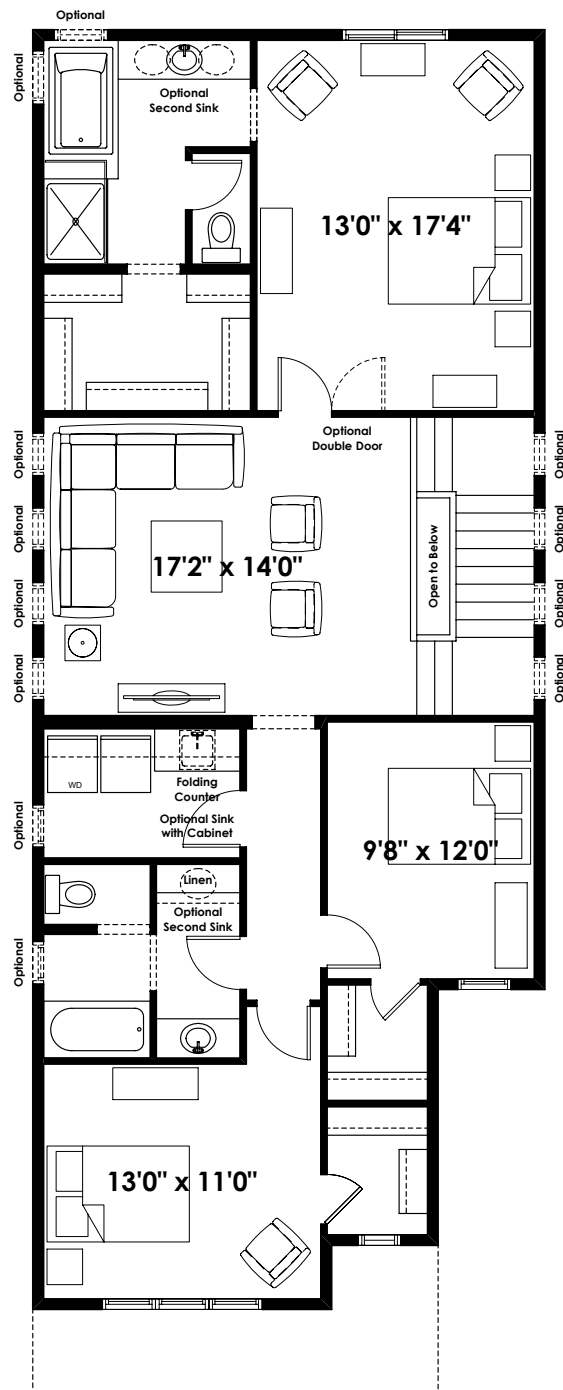 Optional
Optional
Optional
Second Sink
13'0" x 17'4"
Optional
Double Door
Optional
Optional
Optional
Optional
Optional
Optional
Optional
Optional
Open to Below
17'2" x 14'0"
WD
Folding
Counter
Optional Sink
with Cabinet
Optional
9'8" x 12'0"
Linen
Optional
Second Sink
Optional
13'0" x 11'0"